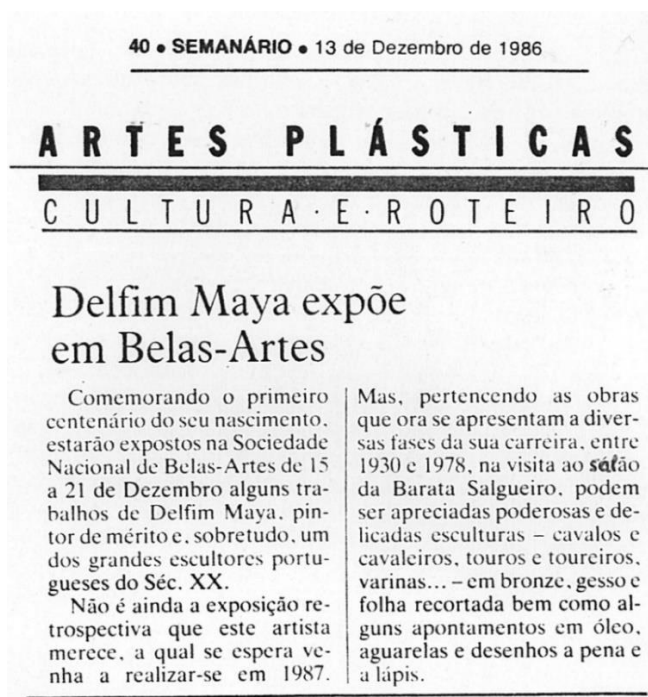 40 • SEMANÁRIO • 13 de Dezembro de 1986
ARTES PLÁSTICAS
CULTURA·E·ROTEIRO
Delfim Maya expõe
em Belas-Artes
Comemorando o primeiro
centenário do seu nascimento,
estarão expostos na Sociedade
Nacional de Belas-Artes de 15
a 21 de Dezembro alguns tra-
balhos de Delfim Maya, pin-
tor de mérito e, sobretudo, um
dos grandes escultores portu-
gueses do Séc. XX.
Não é ainda a exposição re-
trospectiva que este artista
merece, a qual se espera ve-
nha a realizar-se em 1987.
Mas, pertencendo as obras
que ora se apresentam a diver-
sas fases da sua carreira, entre
1930 e 1978, na visita ao salão
da Barata Salgueiro, podem
ser apreciadas poderosas e de-
licadas esculturas – cavalos e
cavaleiros, touros e toureiros,
varinas... – em bronze, gesso e
folha recortada bem como al-
guns apontamentos em óleo,
aguarelas e desenhos a pena e
a lápis.